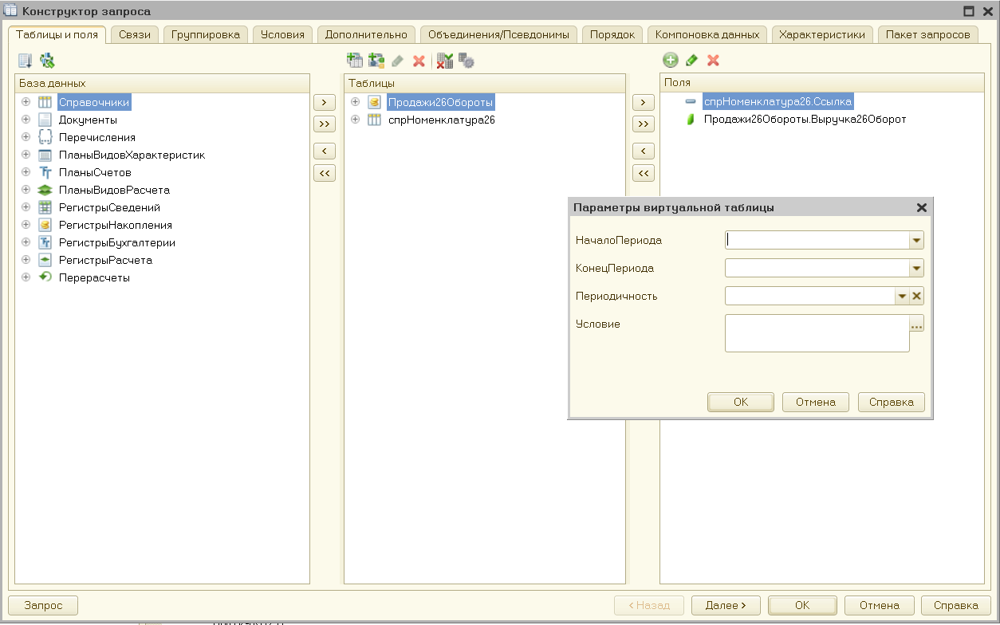 Конструктор запроса
Таблицы и поля
Связи
Группировка
Условия
Дополнительно
Объединения/Псевдонимы
Порядок
Компоновка данных
Характеристики
Пакет запросов
База данных
Справочники
Документы
Перечисления
ПланыВидовХарактеристик
ПланыСчетов
ПланыВидовРасчета
РегистрыСведений
РегистрыНакопления
РегистрыБухгалтерии
РегистрыРасчета
Перерасчеты
>
>>
<
<<
Таблицы
Продажи26Обороты
спрНоменклатура26
>
>>
<
<<
Поля
спрНоменклатура26.Ссылка
Продажи26Обороты.Выручка26Оборот
Параметры виртуальной таблицы
НачалоПериода
КонецПериода
Периодичность
Условие
...
ОК
Отмена
Справка
Запрос
< Назад
Далее >
ОК
Отмена
Справка